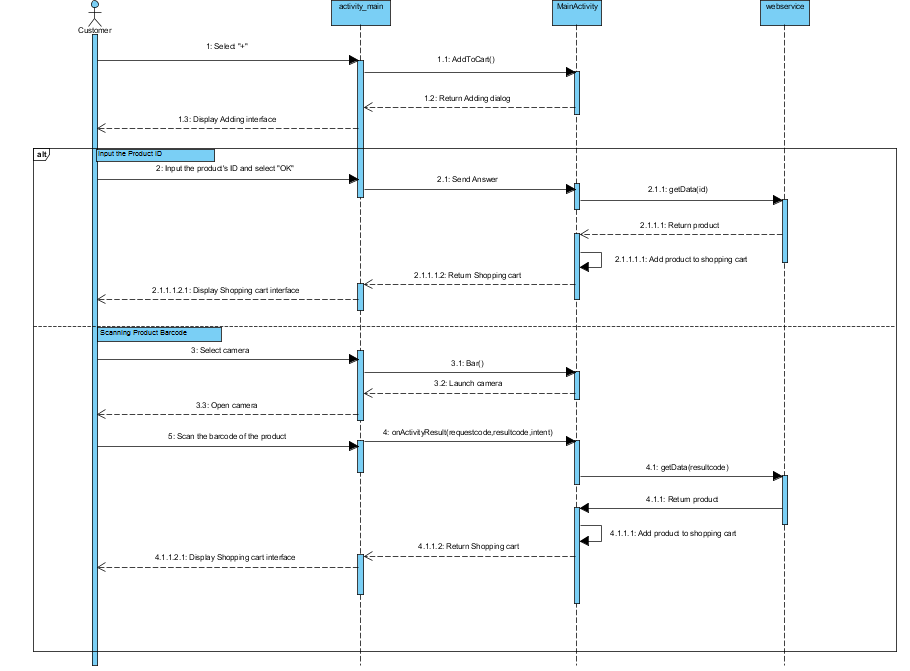 activity_main
MainActivity
webservice
Customer
1: Select "+"
1.1: AddToCart()
1.2: Return Adding dialog
1.3: Display Adding interface
alt
Input the Product ID
2: Input the product's ID and select "OK"
2.1: Send Answer
2.1.1: getData(id)
2.1.1.1: Return product
2.1.1.1.1: Add product to shopping cart
2.1.1.1.2: Return Shopping cart
2.1.1.1.2.1: Display Shopping cart interface
Scanning Product Barcode
3: Select camera
3.1: Bar()
3.2: Launch camera
3.3: Open camera
5: Scan the barcode of the product
4: onActivityResult(requestcode,resultcode,intent)
4.1: getData(resultcode)
4.1.1: Return product
4.1.1.1: Add product to shopping cart
4.1.1.2: Return Shopping cart
4.1.1.2.1: Display Shopping cart interface